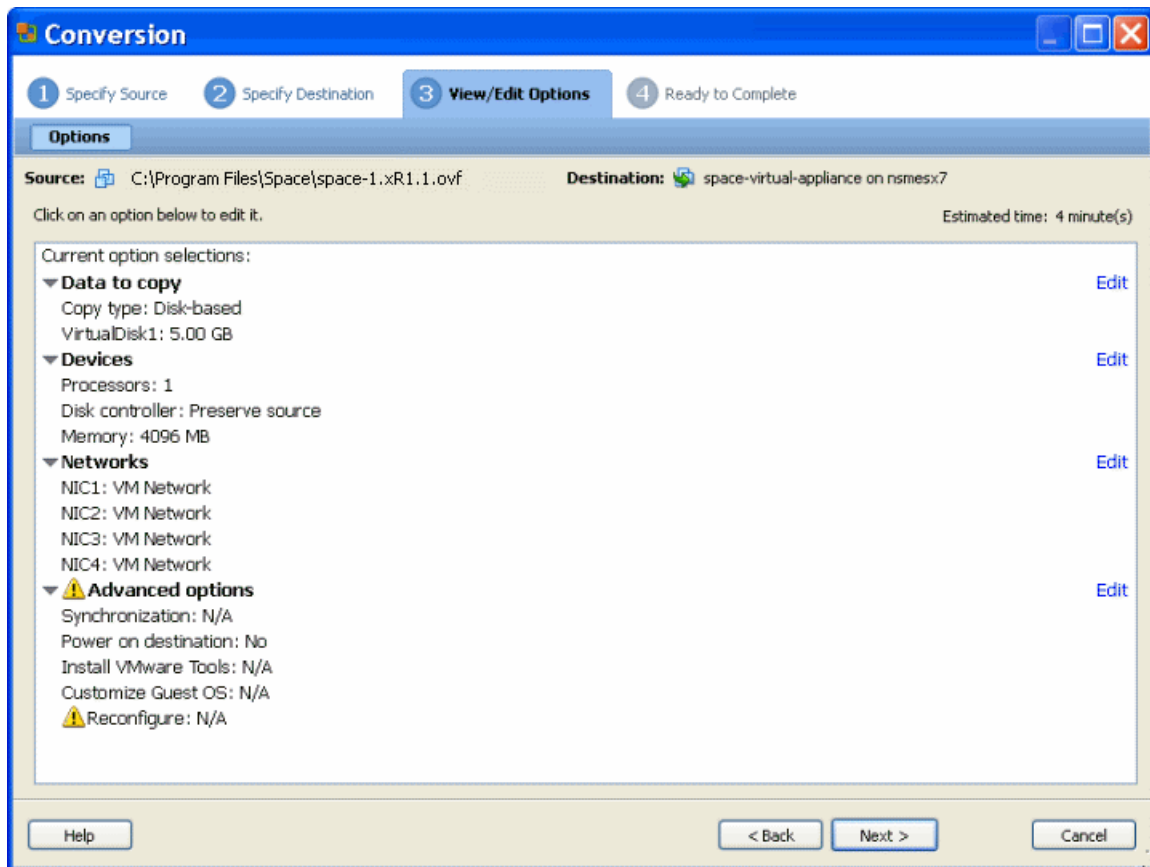 Conversion
1 Specify Source 2 Specify Destination 3 View/Edit Options 4 Ready to Complete
Options
Source: C:\Program Files\Space\space-1.xR1.1.ovf Destination: space-virtual-appliance on nsmesx7
Click on an option below to edit it. Estimated time: 4 minute(s)
Current option selections:
Data to copy Edit
Copy type: Disk-based
VirtualDisk1: 5.00 GB
Devices Edit
Processors: 1
Disk controller: Preserve source
Memory: 4096 MB
Networks Edit
NIC1: VM Network
NIC2: VM Network
NIC3: VM Network
NIC4: VM Network
Advanced options Edit
Synchronization: N/A
Power on destination: No
Install VMware Tools: N/A
Customize Guest OS: N/A
Reconfigure: N/A
Help < Back Next > Cancel